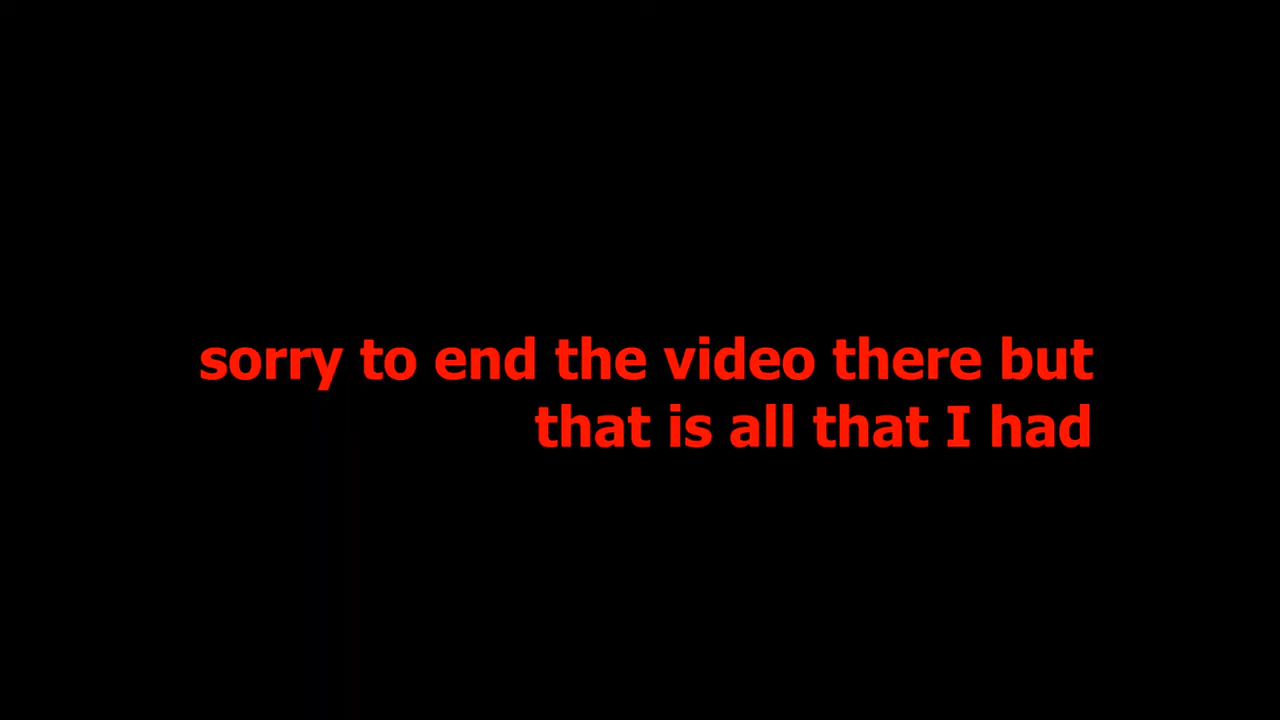 sorry to end the video there but
that is all that I had